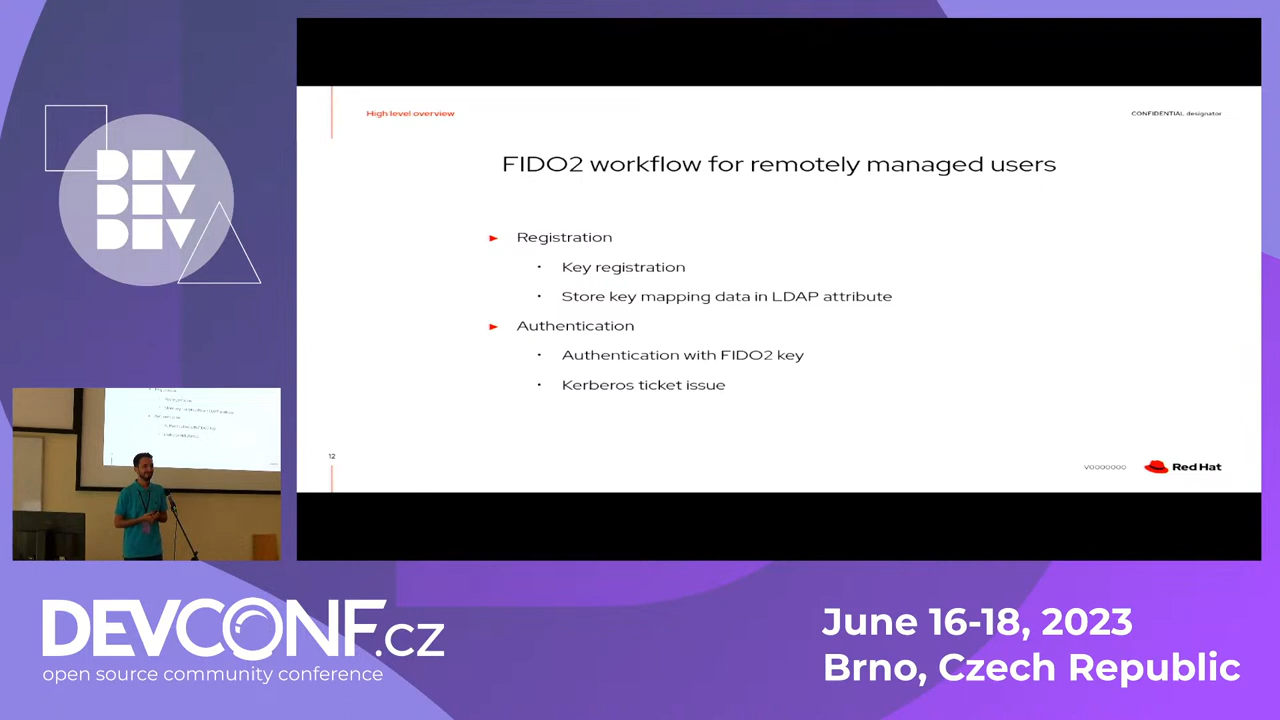 DEV
DEV
DEV
High level overview
CONFIDENTIAL designator
FIDO2 workflow for remotely managed users
Registration
Key registration
Store key mapping data in LDAP attribute
Authentication
Authentication with FIDO2 key
Kerberos ticket issue
12
V0000000
Red Hat
DEVCONF.cz
open source community conference
June 16-18, 2023
Brno, Czech Republic